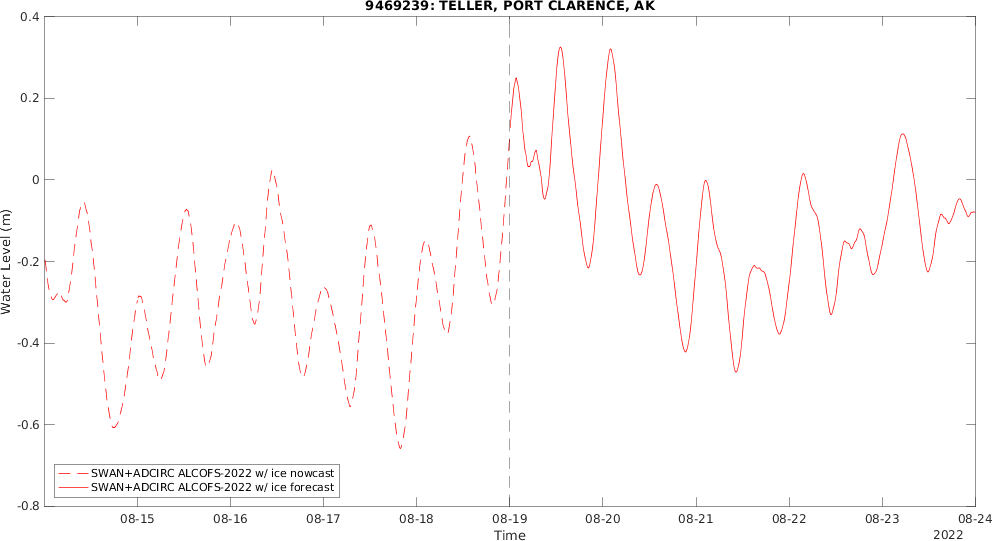 9469239: TELLER, PORT CLARENCE, AK
Water Level (m)
0.4
0.2
0
-0.2
-0.4
-0.6
-0.8
SWAN+ADCIRC ALCOFS-2022 w/ ice nowcast
SWAN+ADCIRC ALCOFS-2022 w/ ice forecast
08-15 08-16 08-17 08-18 08-19 08-20 08-21 08-22 08-23 08-24
Time
2022